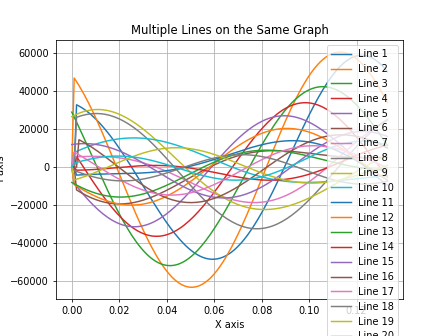 Multiple Lines on the Same Graph
60000
40000
20000
0
−20000
−40000
−60000
0.00
0.02
0.04
0.06
0.08
0.10
X axis
Line 1
Line 2
Line 3
Line 4
Line 5
Line 6
Line 7
Line 8
Line 9
Line 10
Line 11
Line 12
Line 13
Line 14
Line 15
Line 16
Line 17
Line 18
Line 19
Line 20